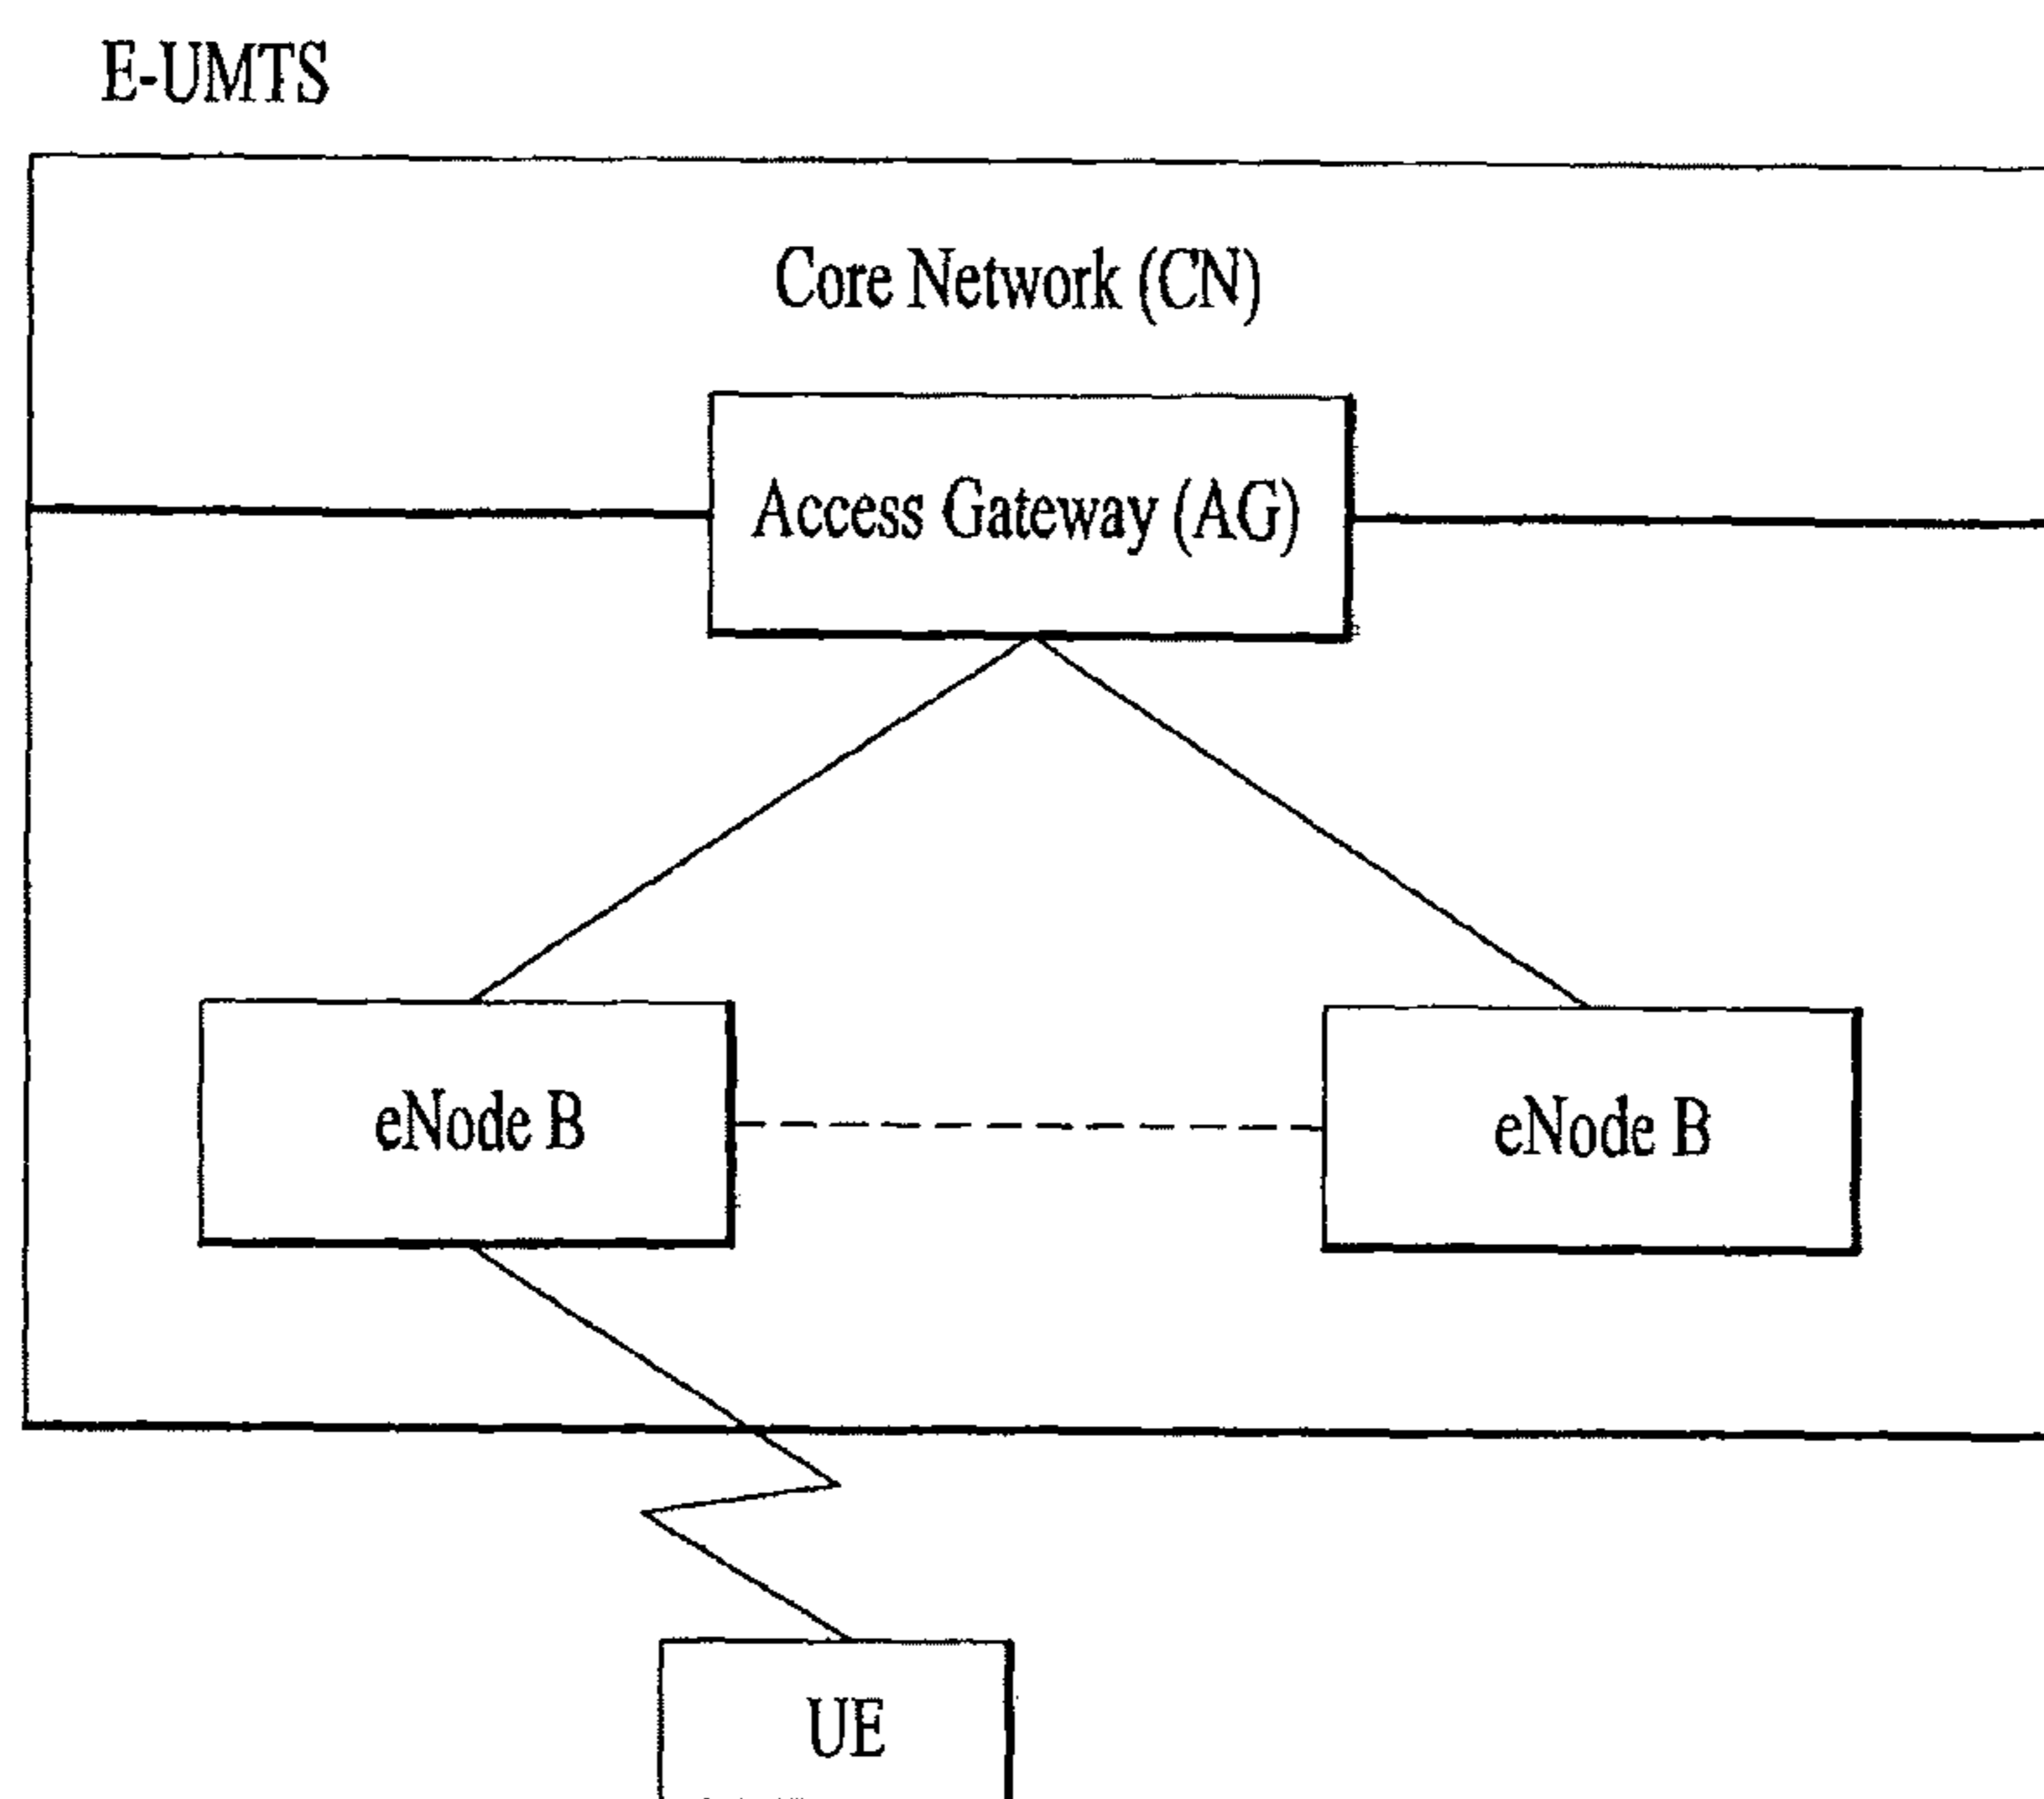 E-UMTS
Core Network (CN)
Access Gateway (AG)
eNode B
eNode B
UE